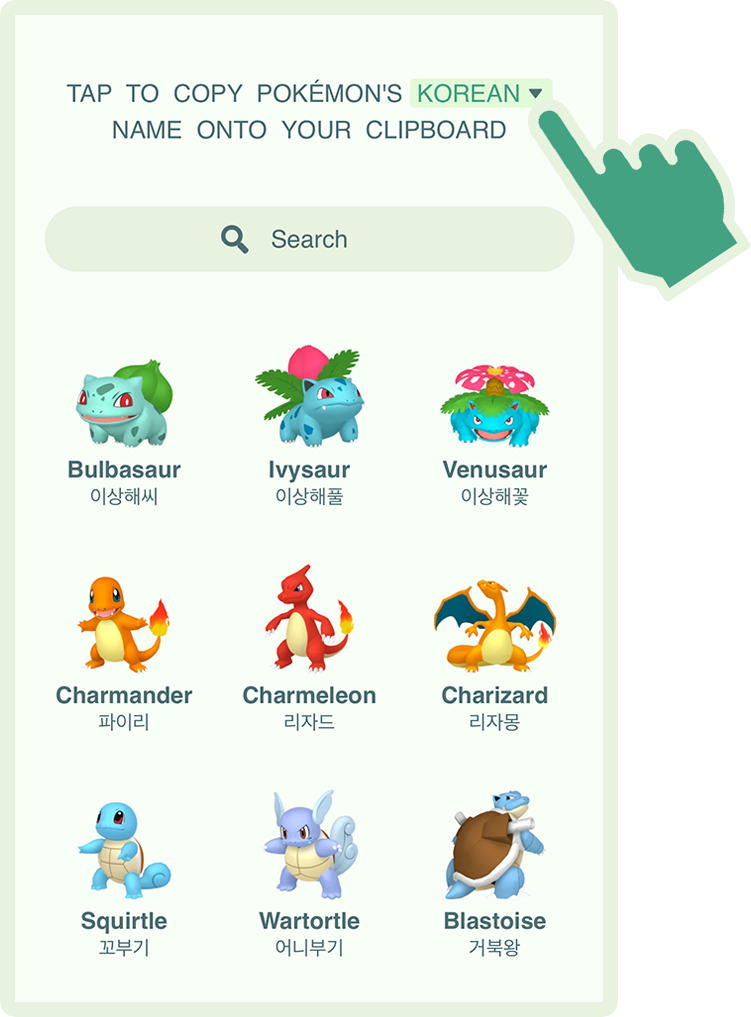 TAP TO COPY POKÉMON'S KOREAN
NAME ONTO YOUR CLIPBOARD
Search
Bulbasaur Ivysaur Venusaur
이상해씨 이상해풀 이상해꽃
Charmander Charmeleon Charizard
파이리 리자드 리자몽
Squirtle Wartortle Blastoise
꼬부기 어니부기 거북왕